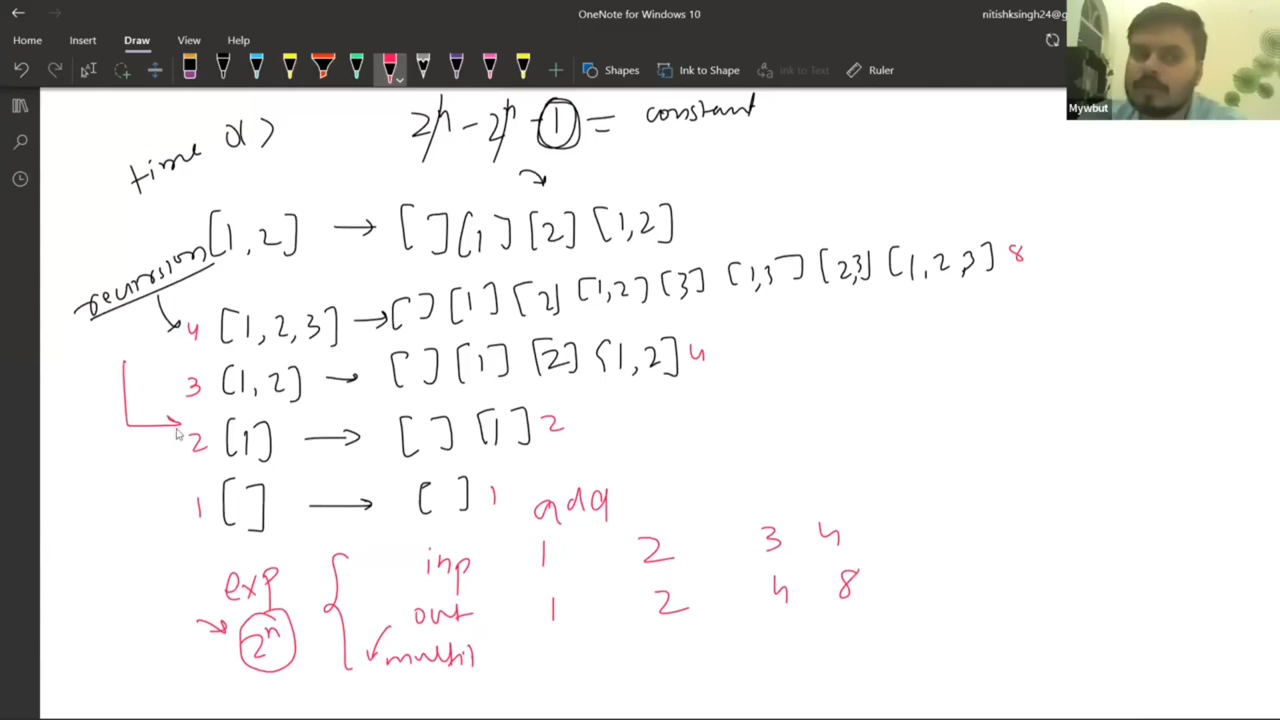 OneNote for Windows 10
nitishksingh24@g
Home Insert Draw View Help
Shapes Ink to Shape Ink to Text Ruler
Mywbut
time α > 2^n - 2^n - 1 = constant
recursion [1, 2] → [ ] [1] [2] [1,2]
4 [1, 2, 3] → [ ] [1] [2] [1,2] [3] [1,3] [2,3] [1, 2, 3] 8
3 [1, 2] → [ ] [1] [2] [1, 2] 4
2 [1] → [ ] [1] 2
1 [ ] → [ ] 1 add
inp 1 2 3 4
exp
out 1 2 4 8
2^n